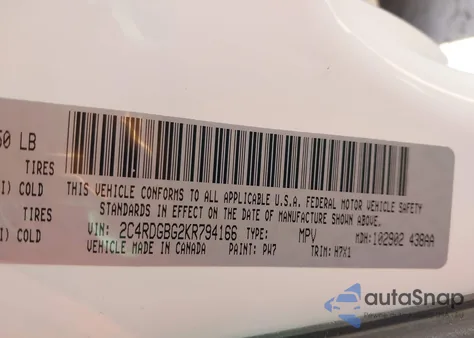 50 LB
TIRES
I) COLD
TIRES
I) COLD
THIS VEHICLE CONFORMS TO ALL APPLICABLE U.S.A. FEDERAL MOTOR VEHICLE SAFETY
STANDARDS IN EFFECT ON THE DATE OF MANUFACTURE SHOWN ABOVE.
VIN: 2C4RDGBG2KR794166 TYPE: MPV MDH: 102902 438AA
VEHICLE MADE IN CANADA PAINT: PW7 TRIM: H7X1
autoSnap